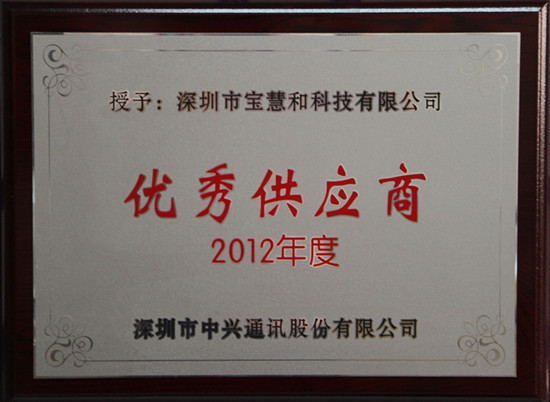 授予：深圳市宝慧和科技有限公司
优秀供应商
2012年度
深圳市中兴通讯股份有限公司